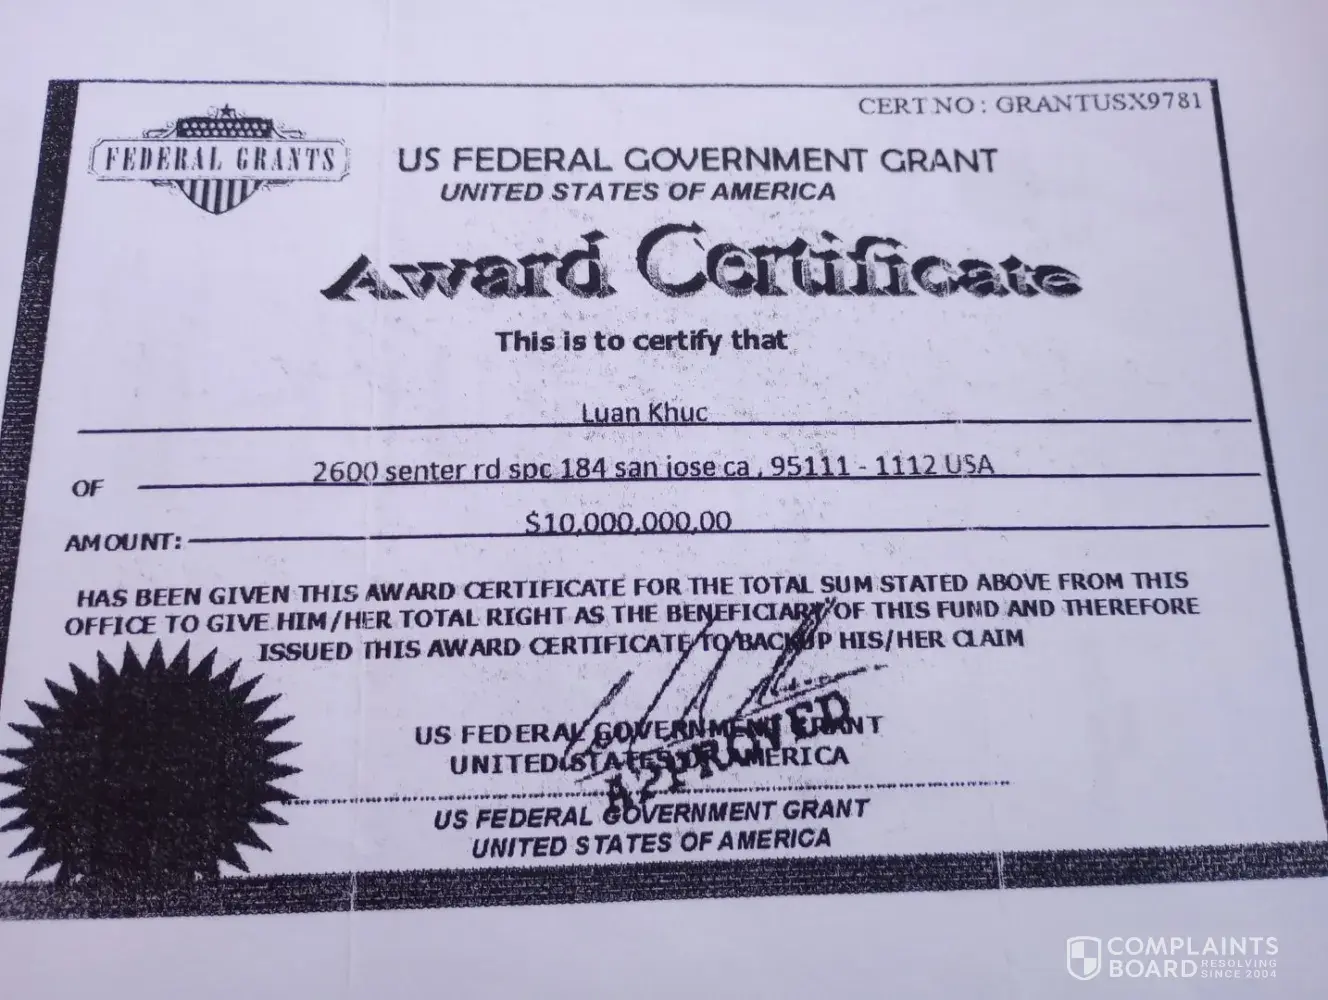 CERT NO : GRANTUSX9781
FEDERAL GRANTS
US FEDERAL GOVERNMENT GRANT
UNITED STATES OF AMERICA
Award Certificate
This is to certify that
Luan Khuc
OF 2600 senter rd spc 184 san jose ca , 95111 - 1112 USA
AMOUNT: $10,000,000,00
HAS BEEN GIVEN THIS AWARD CERTIFICATE FOR THE TOTAL SUM STATED ABOVE FROM THIS
OFFICE TO GIVE HIM/HER TOTAL RIGHT AS THE BENEFICIARY OF THIS FUND AND THEREFORE
ISSUED THIS AWARD CERTIFICATE TO BACKUP HIS/HER CLAIM
US FEDERAL GOVERNMENT GRANT
UNITED STATES OF AMERICA
APPROVED
US FEDERAL GOVERNMENT GRANT
UNITED STATES OF AMERICA
COMPLAINTS
BOARD RESOLVING
SINCE 2004